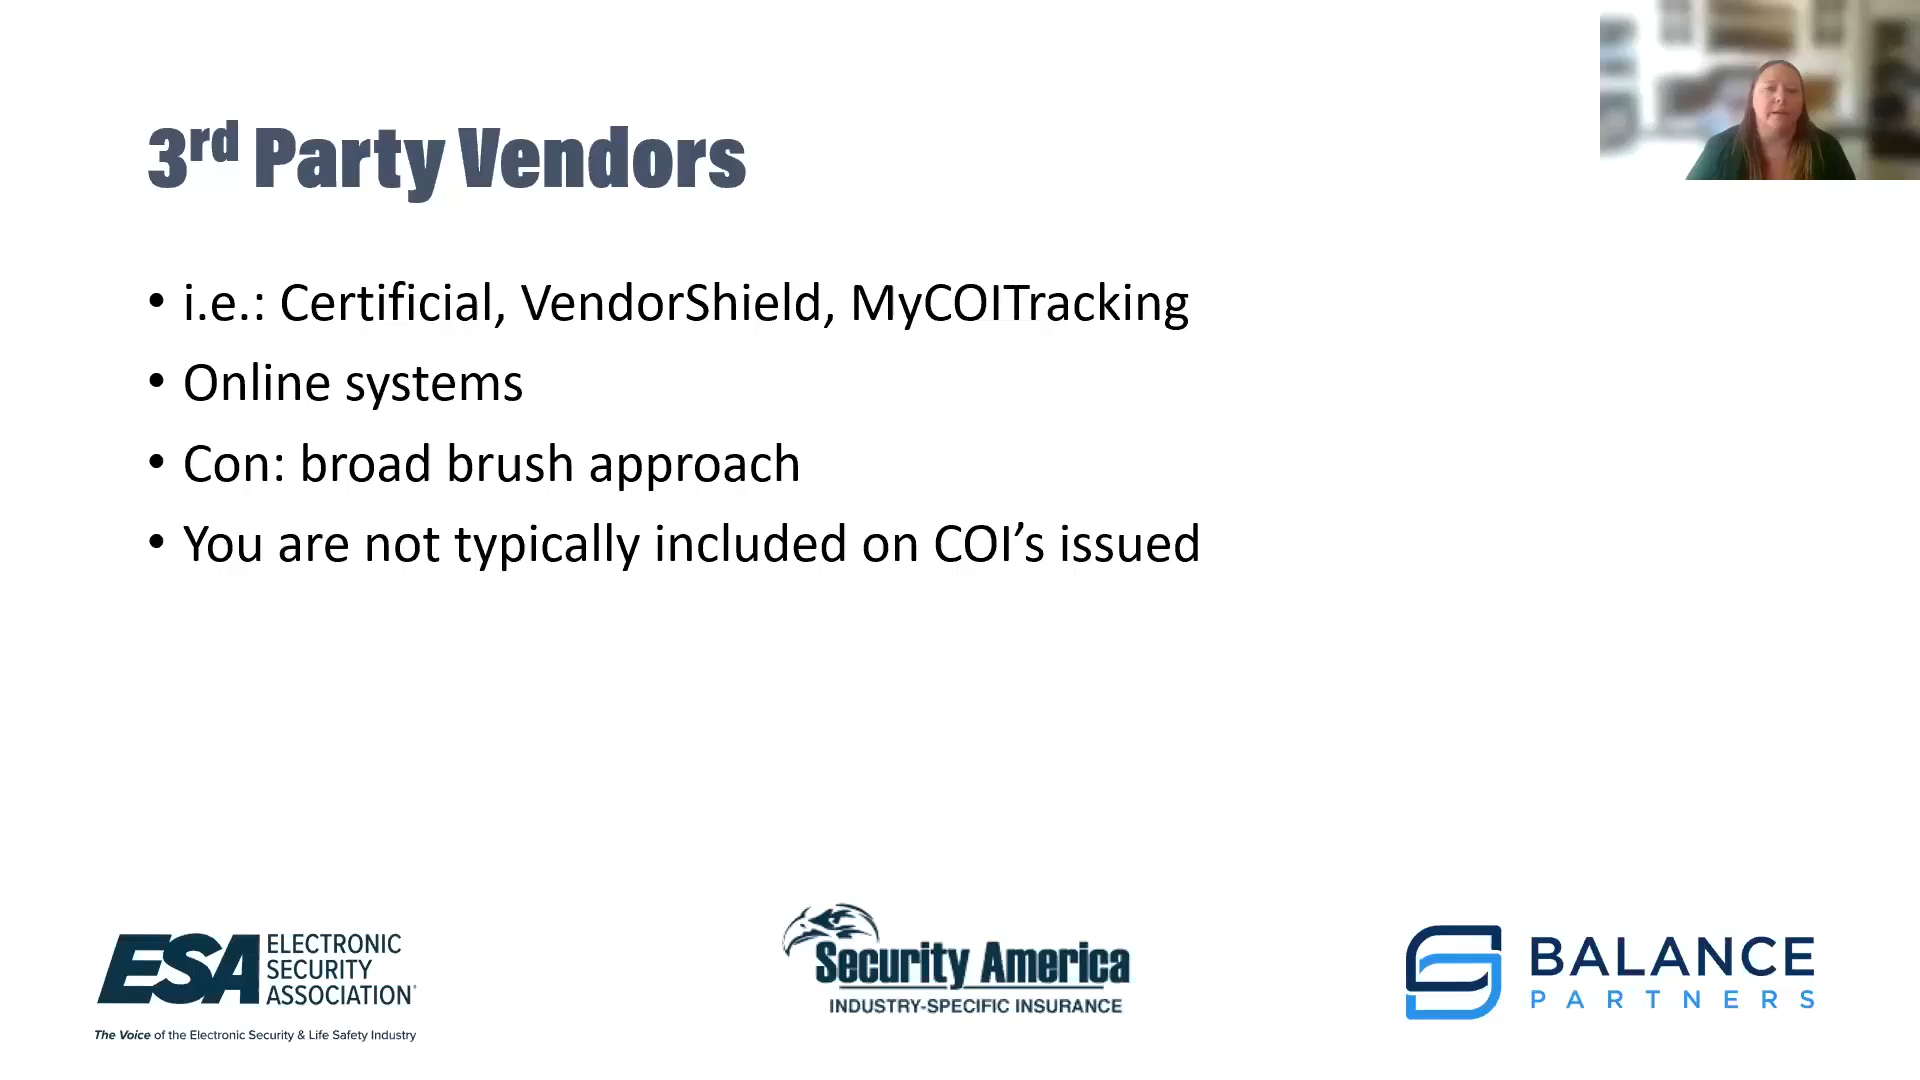 3rd Party Vendors
• i.e.: Certificial, VendorShield, MyCOITracking
• Online systems
• Con: broad brush approach
• You are not typically included on COI’s issued
ESA ELECTRONIC
SECURITY
ASSOCIATION
The Voice of the Electronic Security & Life Safety Industry
Security America
INDUSTRY-SPECIFIC INSURANCE
BALANCE
PARTNERS